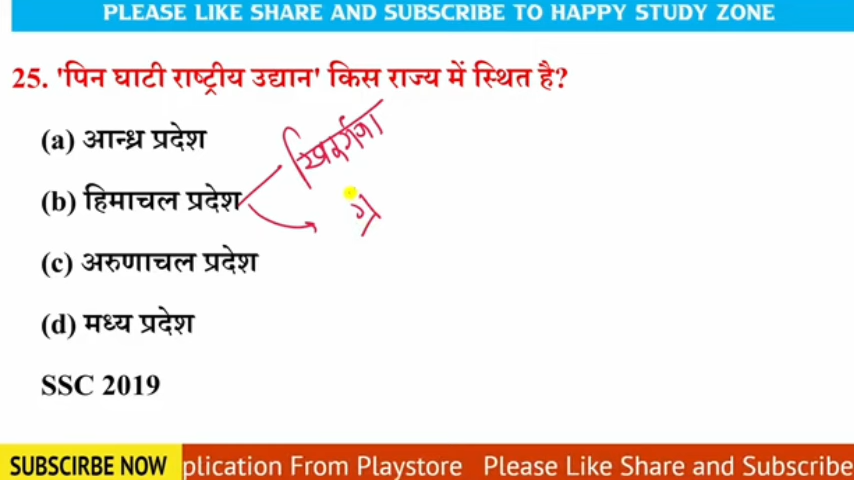 PLEASE LIKE SHARE AND SUBSCRIBE TO HAPPY STUDY ZONE
25. 'पिन घाटी राष्ट्रीय उद्यान' किस राज्य में स्थित है?
(a) आन्ध्र प्रदेश
(b) हिमाचल प्रदेश
(c) अरुणाचल प्रदेश
(d) मध्य प्रदेश
SSC 2019
SUBSCIRBE NOW plication From Playstore Please Like Share and Subscribe